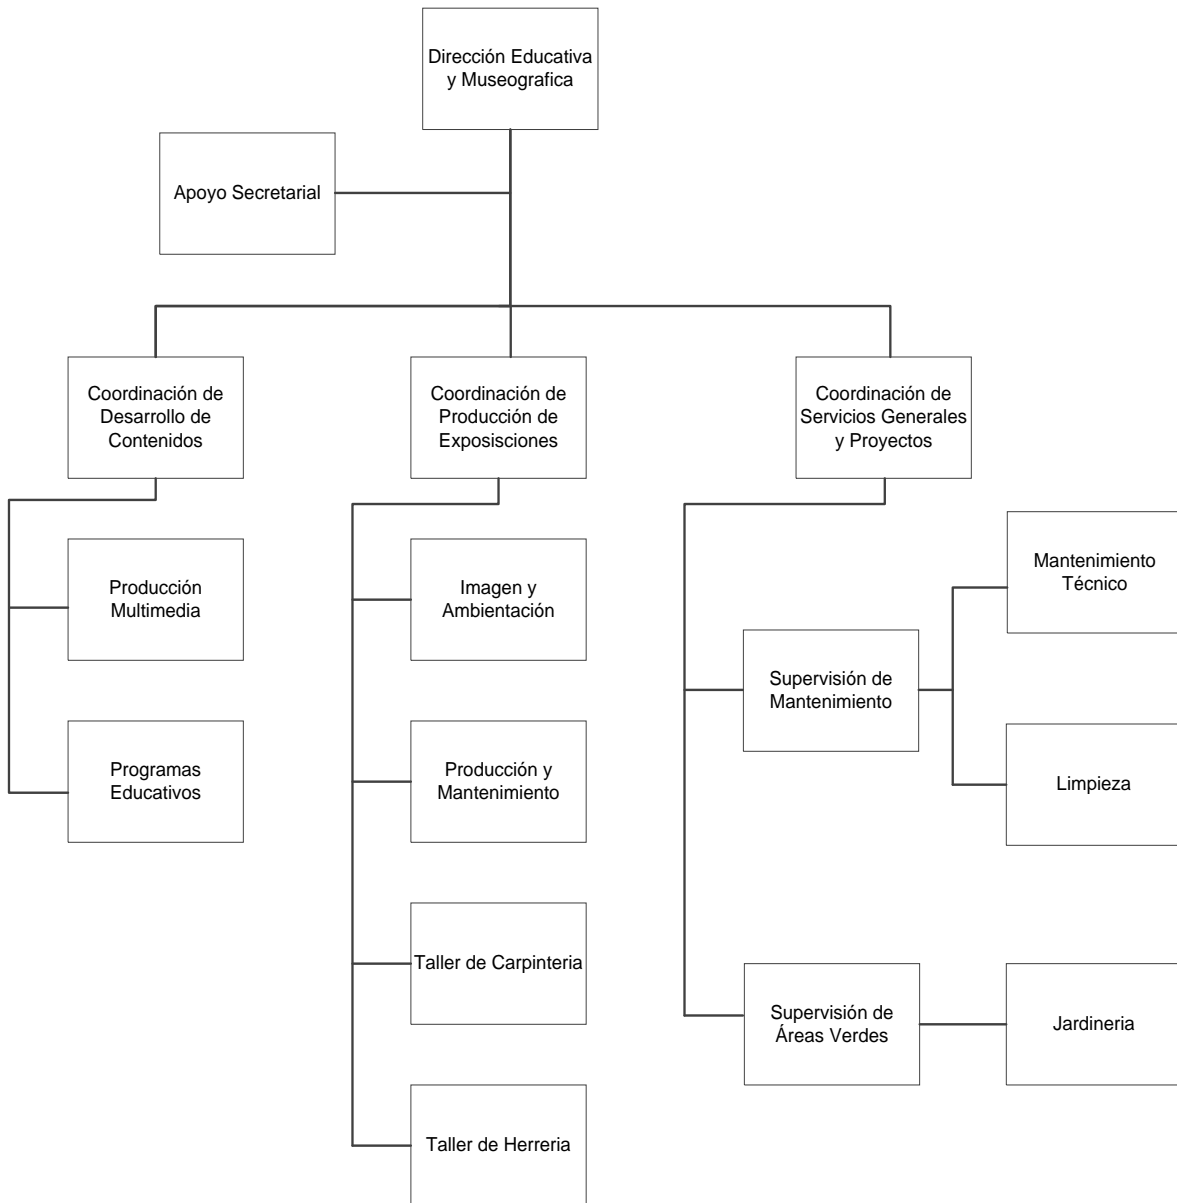 Dirección Educativa
y Museografica
Apoyo Secretarial
Coordinación de
Desarrollo de
Contenidos
Coordinación de
Producción de
Exposisciones
Coordinación de
Servicios Generales
y Proyectos
Producción
Multimedia
Programas
Educativos
Imagen y
Ambientación
Producción y
Mantenimiento
Taller de Carpinteria
Taller de Herreria
Supervisión de
Mantenimiento
Mantenimiento
Técnico
Limpieza
Supervisión de
Áreas Verdes
Jardineria